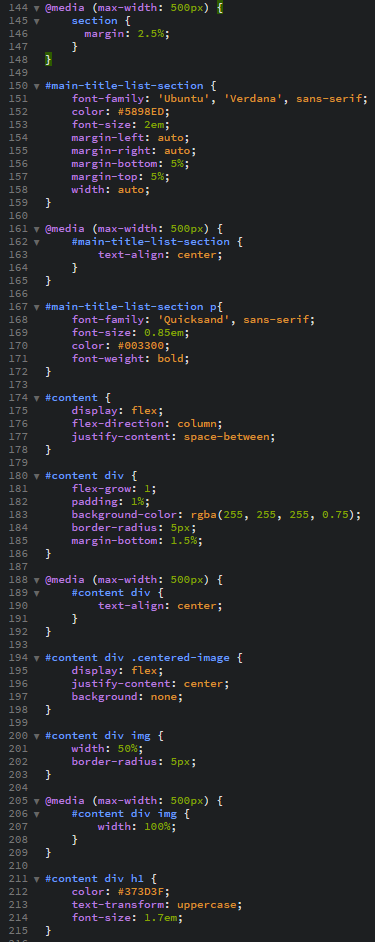 144 ▼ @media (max-width: 500px) {
145 ▼     section {
146         margin: 2.5%;
147       }
148   }
149
150 ▼ #main-title-list-section {
151       font-family: 'Ubuntu', 'Verdana', sans-serif;
152       color: #5898ED;
153       font-size: 2em;
154       margin-left: auto;
155       margin-right: auto;
156       margin-bottom: 5%;
157       margin-top: 5%;
158       width: auto;
159   }
160
161 ▼ @media (max-width: 500px) {
162 ▼     #main-title-list-section {
163           text-align: center;
164       }
165   }
166
167 ▼ #main-title-list-section p{
168       font-family: 'Quicksand', sans-serif;
169       font-size: 0.85em;
170       color: #003300;
171       font-weight: bold;
172   }
173
174 ▼ #content {
175       display: flex;
176       flex-direction: column;
177       justify-content: space-between;
178   }
179
180 ▼ #content div {
181       flex-grow: 1;
182       padding: 1%;
183       background-color: rgba(255, 255, 255, 0.75);
184       border-radius: 5px;
185       margin-bottom: 1.5%;
186   }
187
188 ▼ @media (max-width: 500px) {
189 ▼     #content div {
190           text-align: center;
191       }
192   }
193
194 ▼ #content div .centered-image {
195       display: flex;
196       justify-content: center;
197       background: none;
198   }
199
200 ▼ #content div img {
201       width: 50%;
202       border-radius: 5px;
203   }
204
205 ▼ @media (max-width: 500px) {
206 ▼     #content div img {
207           width: 100%;
208       }
209   }
210
211 ▼ #content div h1 {
212       color: #373D3F;
213       text-transform: uppercase;
214       font-size: 1.7em;
215   }